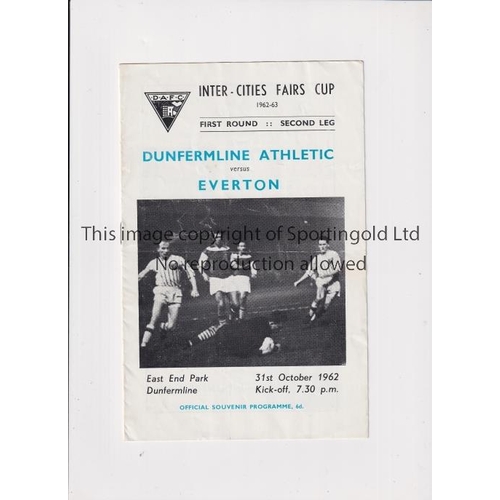 D.A.F.C
INTER-CITIES FAIRS CUP
1962-63
FIRST ROUND :: SECOND LEG
DUNFERMLINE ATHLETIC
versus
EVERTON
This image copyright of Sportingold Ltd
No reproduction allowed
East End Park 31st October 1962
Dunfermline Kick-off, 7.30 p.m.
OFFICIAL SOUVENIR PROGRAMME, 6d.